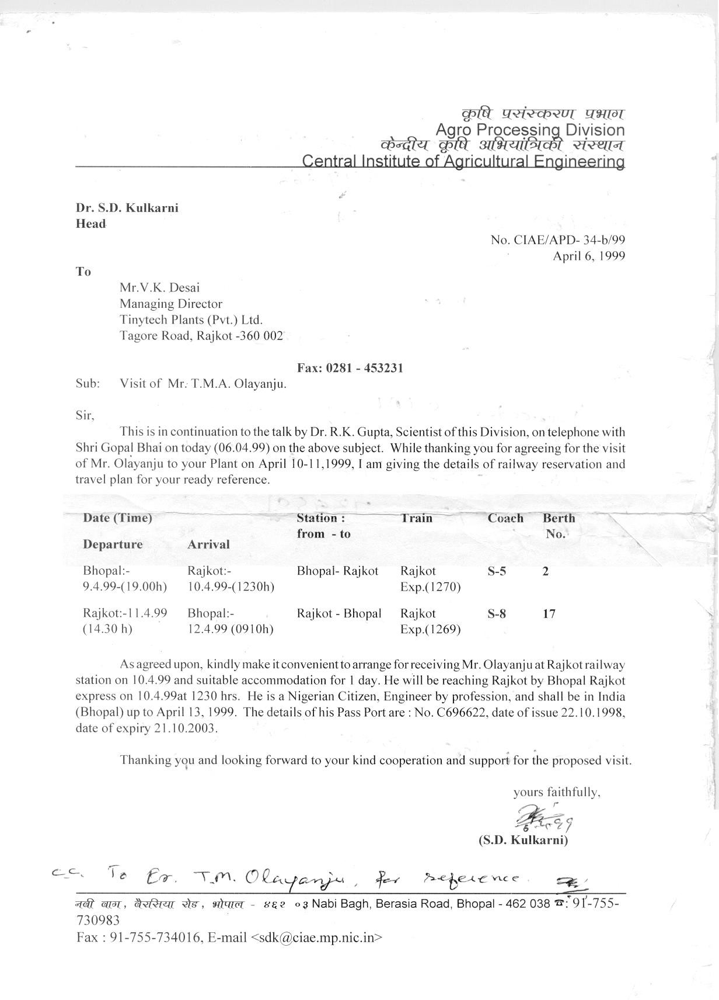 कृषि प्रसंस्करण प्रभाग
Agro Processing Division
केन्द्रीय कृषि अभियांत्रिकी संस्थान
Central Institute of Agricultural Engineering
Dr. S.D. Kulkarni
Head
No. CIAE/APD- 34-b/99
April 6, 1999
To
Mr.V.K. Desai
Managing Director
Tinytech Plants (Pvt.) Ltd.
Tagore Road, Rajkot -360 002
Fax: 0281 - 453231
Sub: Visit of Mr. T.M.A. Olayanju.
Sir,
This is in continuation to the talk by Dr. R.K. Gupta, Scientist of this Division, on telephone with
Shri Gopal Bhai on today (06.04.99) on the above subject. While thanking you for agreeing for the visit
of Mr. Olayanju to your Plant on April 10-11,1999, I am giving the details of railway reservation and
travel plan for your ready reference.
Date (Time) Station : Train Coach Berth
from - to No.
Departure Arrival
Bhopal:- Rajkot:- Bhopal- Rajkot Rajkot S-5 2
9.4.99-(19.00h) 10.4.99-(1230h) Exp.(1270)
Rajkot:-11.4.99 Bhopal:- Rajkot - Bhopal Rajkot S-8 17
(14.30 h) 12.4.99 (0910h) Exp.(1269)
As agreed upon, kindly make it convenient to arrange for receiving Mr. Olayanju at Rajkot railway
station on 10.4.99 and suitable accommodation for 1 day. He will be reaching Rajkot by Bhopal Rajkot
express on 10.4.99at 1230 hrs. He is a Nigerian Citizen, Engineer by profession, and shall be in India
(Bhopal) up to April 13, 1999. The details of his Pass Port are : No. C696622, date of issue 22.10.1998,
date of expiry 21.10.2003.
Thanking you and looking forward to your kind cooperation and support for the proposed visit.
yours faithfully,
(S.D. Kulkarni)
c.c. To Er. T.M. Olayanju, for reference.
नबी बाग, बैरसिया रोड, भोपाल - ४६२ ०३ Nabi Bagh, Berasia Road, Bhopal - 462 038 ☎: 91-755-
730983
Fax : 91-755-734016, E-mail <sdk@ciae.mp.nic.in>